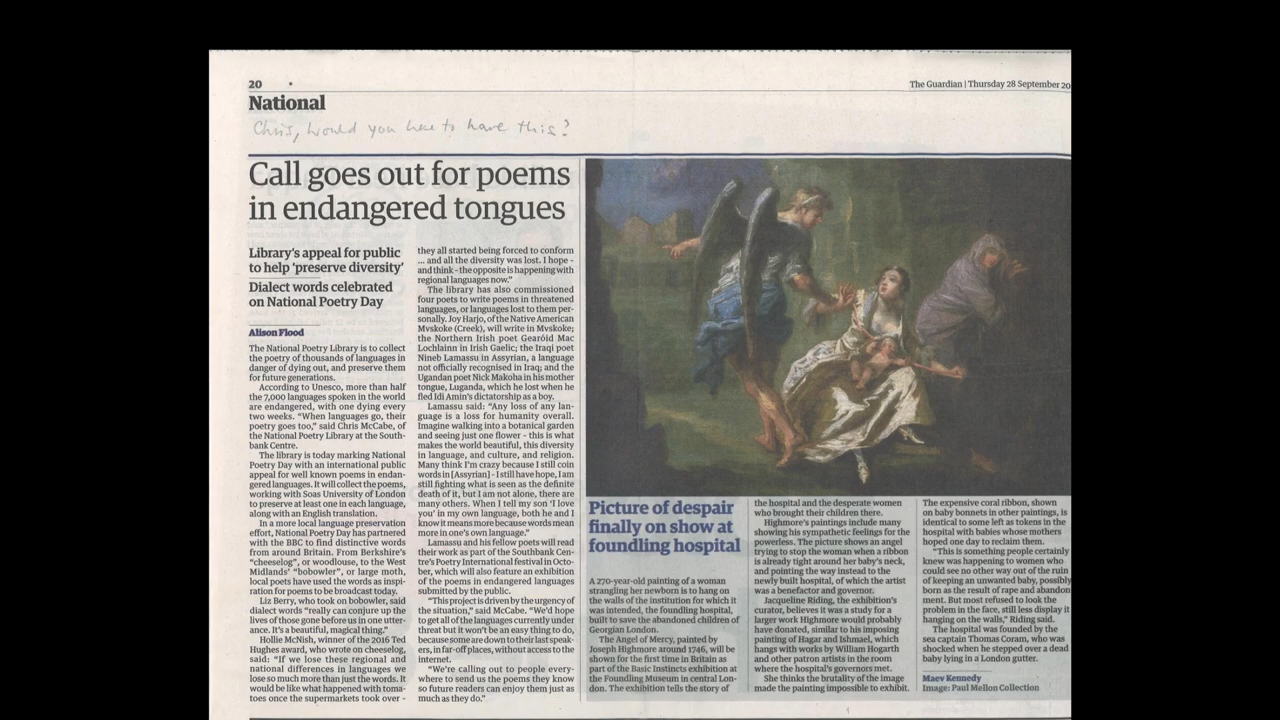 20
The Guardian | Thursday 28 September 20
National
Chris, would you like to have this?
Call goes out for poems
in endangered tongues
Library's appeal for public
to help 'preserve diversity'
Dialect words celebrated
on National Poetry Day
Alison Flood
The National Poetry Library is to collect
the poetry of thousands of languages in
danger of dying out, and preserve them
for future generations.
According to Unesco, more than half
the 7,000 languages spoken in the world
are endangered, with one dying every
two weeks. "When languages go, their
poetry goes too," said Chris McCabe, of
the National Poetry Library at the South-
bank Centre.
The library is today marking National
Poetry Day with an international public
appeal for well known poems in endan-
gered languages. It will collect the poems,
working with Soas University of London
to preserve at least one in each language,
along with an English translation.
In a more local language preservation
effort, National Poetry Day has partnered
with the BBC to find distinctive words
from around Britain. From Berkshire's
"cheeselog", or woodlouse, to the West
Midlands' "bobowler", or large moth,
local poets have used the words as inspi-
ration for poems to be broadcast today.
Liz Berry, who took on bobowler, said
dialect words "really can conjure up the
lives of those gone before us in one utter-
ance. It's a beautiful, magical thing."
Hollie McNish, winner of the 2016 Ted
Hughes award, who wrote on cheeselog,
said: "If we lose these regional and
national differences in languages we
lose so much more than just the words. It
would be like what happened with toma-
toes once the supermarkets took over -
they all started being forced to conform
... and all the diversity was lost. I hope -
and think - the opposite is happening with
regional languages now."
The library has also commissioned
four poets to write poems in threatened
languages, or languages lost to them per-
sonally. Joy Harjo, of the Native American
Mvskoke (Creek), will write in Mvskoke;
the Northern Irish poet Gearóid Mac
Lochlainn in Irish Gaelic; the Iraqi poet
Nineb Lamassu in Assyrian, a language
not officially recognised in Iraq; and the
Ugandan poet Nick Makoha in his mother
tongue, Luganda, which he lost when he
fled Idi Amin's dictatorship as a boy.
Lamassu said: "Any loss of any lan-
guage is a loss for humanity overall.
Imagine walking into a botanical garden
and seeing just one flower - this is what
makes the world beautiful, this diversity
in language, and culture, and religion.
Many think I'm crazy because I still coin
words in [Assyrian] - I still have hope, I am
still fighting what is seen as the definite
death of it, but I am not alone, there are
many others. When I tell my son 'I love
you' in my own language, both he and I
know it means more because words mean
more in one's own language."
Lamassu and his fellow poets will read
their work as part of the Southbank Cen-
tre's Poetry International festival in Octo-
ber, which will also feature an exhibition
of the poems in endangered languages
submitted by the public.
"This project is driven by the urgency of
the situation," said McCabe. "We'd hope
to get all of the languages currently under
threat but it won't be an easy thing to do,
because some are down to their last speak-
ers, in far-off places, without access to the
internet.
"We're calling out to people every-
where to send us the poems they know
so future readers can enjoy them just as
much as they do."
Picture of despair
finally on show at
foundling hospital
A 270-year-old painting of a woman
strangling her newborn is to hang on
the walls of the institution for which it
was intended, the foundling hospital,
built to save the abandoned children of
Georgian London.
The Angel of Mercy, painted by
Joseph Highmore around 1746, will be
shown for the first time in Britain as
part of the Basic Instincts exhibition at
the Foundling Museum in central Lon-
don. The exhibition tells the story of
the hospital and the desperate women
who brought their children there.
Highmore's paintings include many
showing his sympathetic feelings for the
powerless. The picture shows an angel
trying to stop the woman when a ribbon
is already tight around her baby's neck,
and pointing the way instead to the
newly built hospital, of which the artist
was a benefactor and governor.
Jacqueline Riding, the exhibition's
curator, believes it was a study for a
larger work Highmore would probably
have donated, similar to his imposing
painting of Hagar and Ishmael, which
hangs with works by William Hogarth
and other patron artists in the room
where the hospital's governors met.
She thinks the brutality of the image
made the painting impossible to exhibit.
The expensive coral ribbon, shown
on baby bonnets in other paintings, is
identical to some left as tokens in the
hospital with babies whose mothers
hoped one day to reclaim them.
"This is something people certainly
knew was happening to women who
could see no other way out of the ruin
of keeping an unwanted baby, possibly
born as the result of rape and abandon
ment. But most refused to look the
problem in the face, still less display it
hanging on the walls," Riding said.
The hospital was founded by the
sea captain Thomas Coram, who was
shocked when he stepped over a dead
baby lying in a London gutter.
Maev Kennedy
Image: Paul Mellon Collection